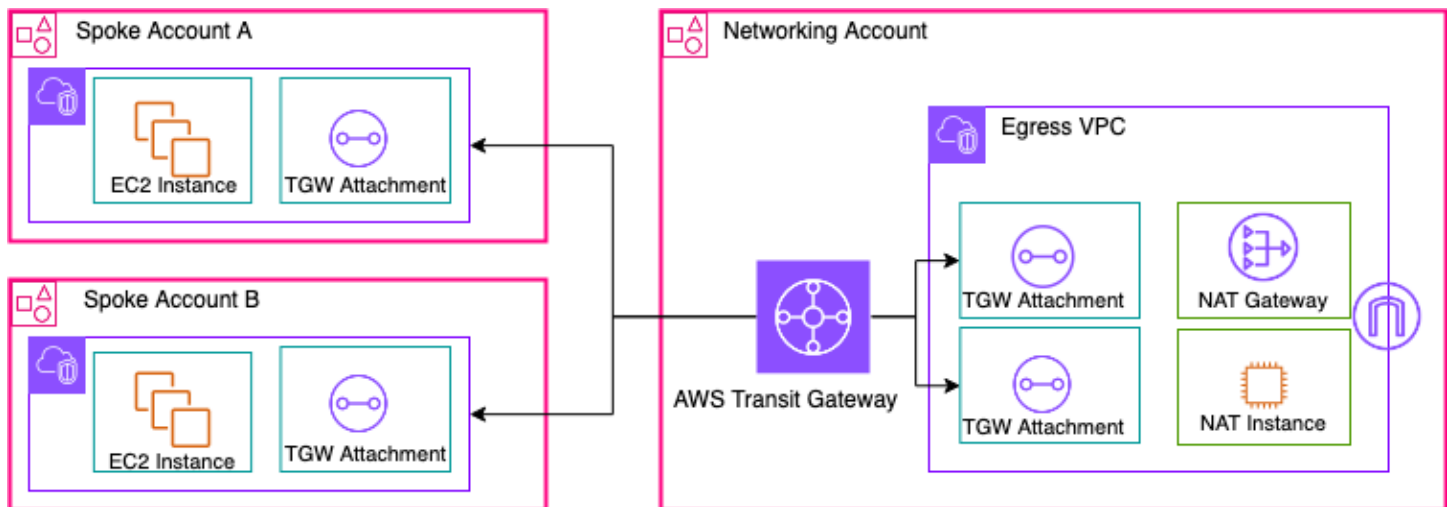 Spoke Account A
EC2 Instance
TGW Attachment
Spoke Account B
EC2 Instance
TGW Attachment
Networking Account
Egress VPC
TGW Attachment
NAT Gateway
AWS Transit Gateway
TGW Attachment
NAT Instance